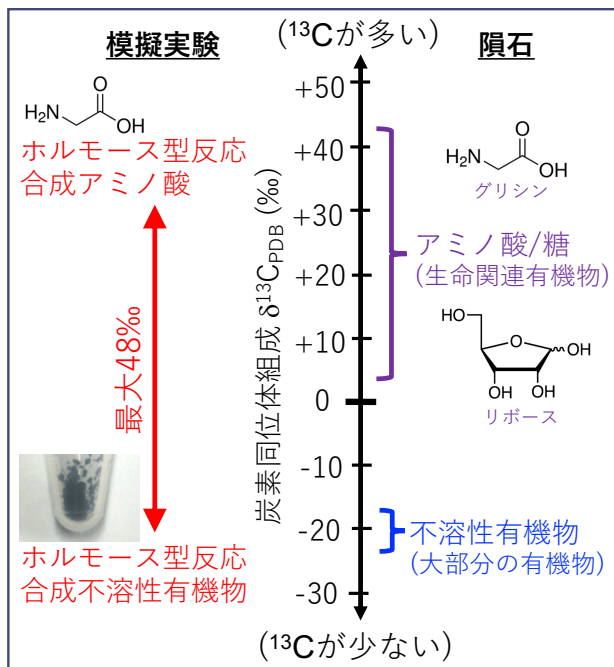 模擬実験
(¹³Cが多い)
隕石
H₂N
O
OH
ホルモース型反応
合成アミノ酸
最大48‰
ホルモース型反応
合成不溶性有機物
炭素同位体組成 δ¹³C_PDB (‰)
+50
+40
+30
+20
+10
0
-10
-20
-30
H₂N
O
OH
グリシン
アミノ酸/糖
(生命関連有機物)
HO
O
OH
OH
OH
リボース
不溶性有機物
(大部分の有機物)
(¹³Cが少ない)